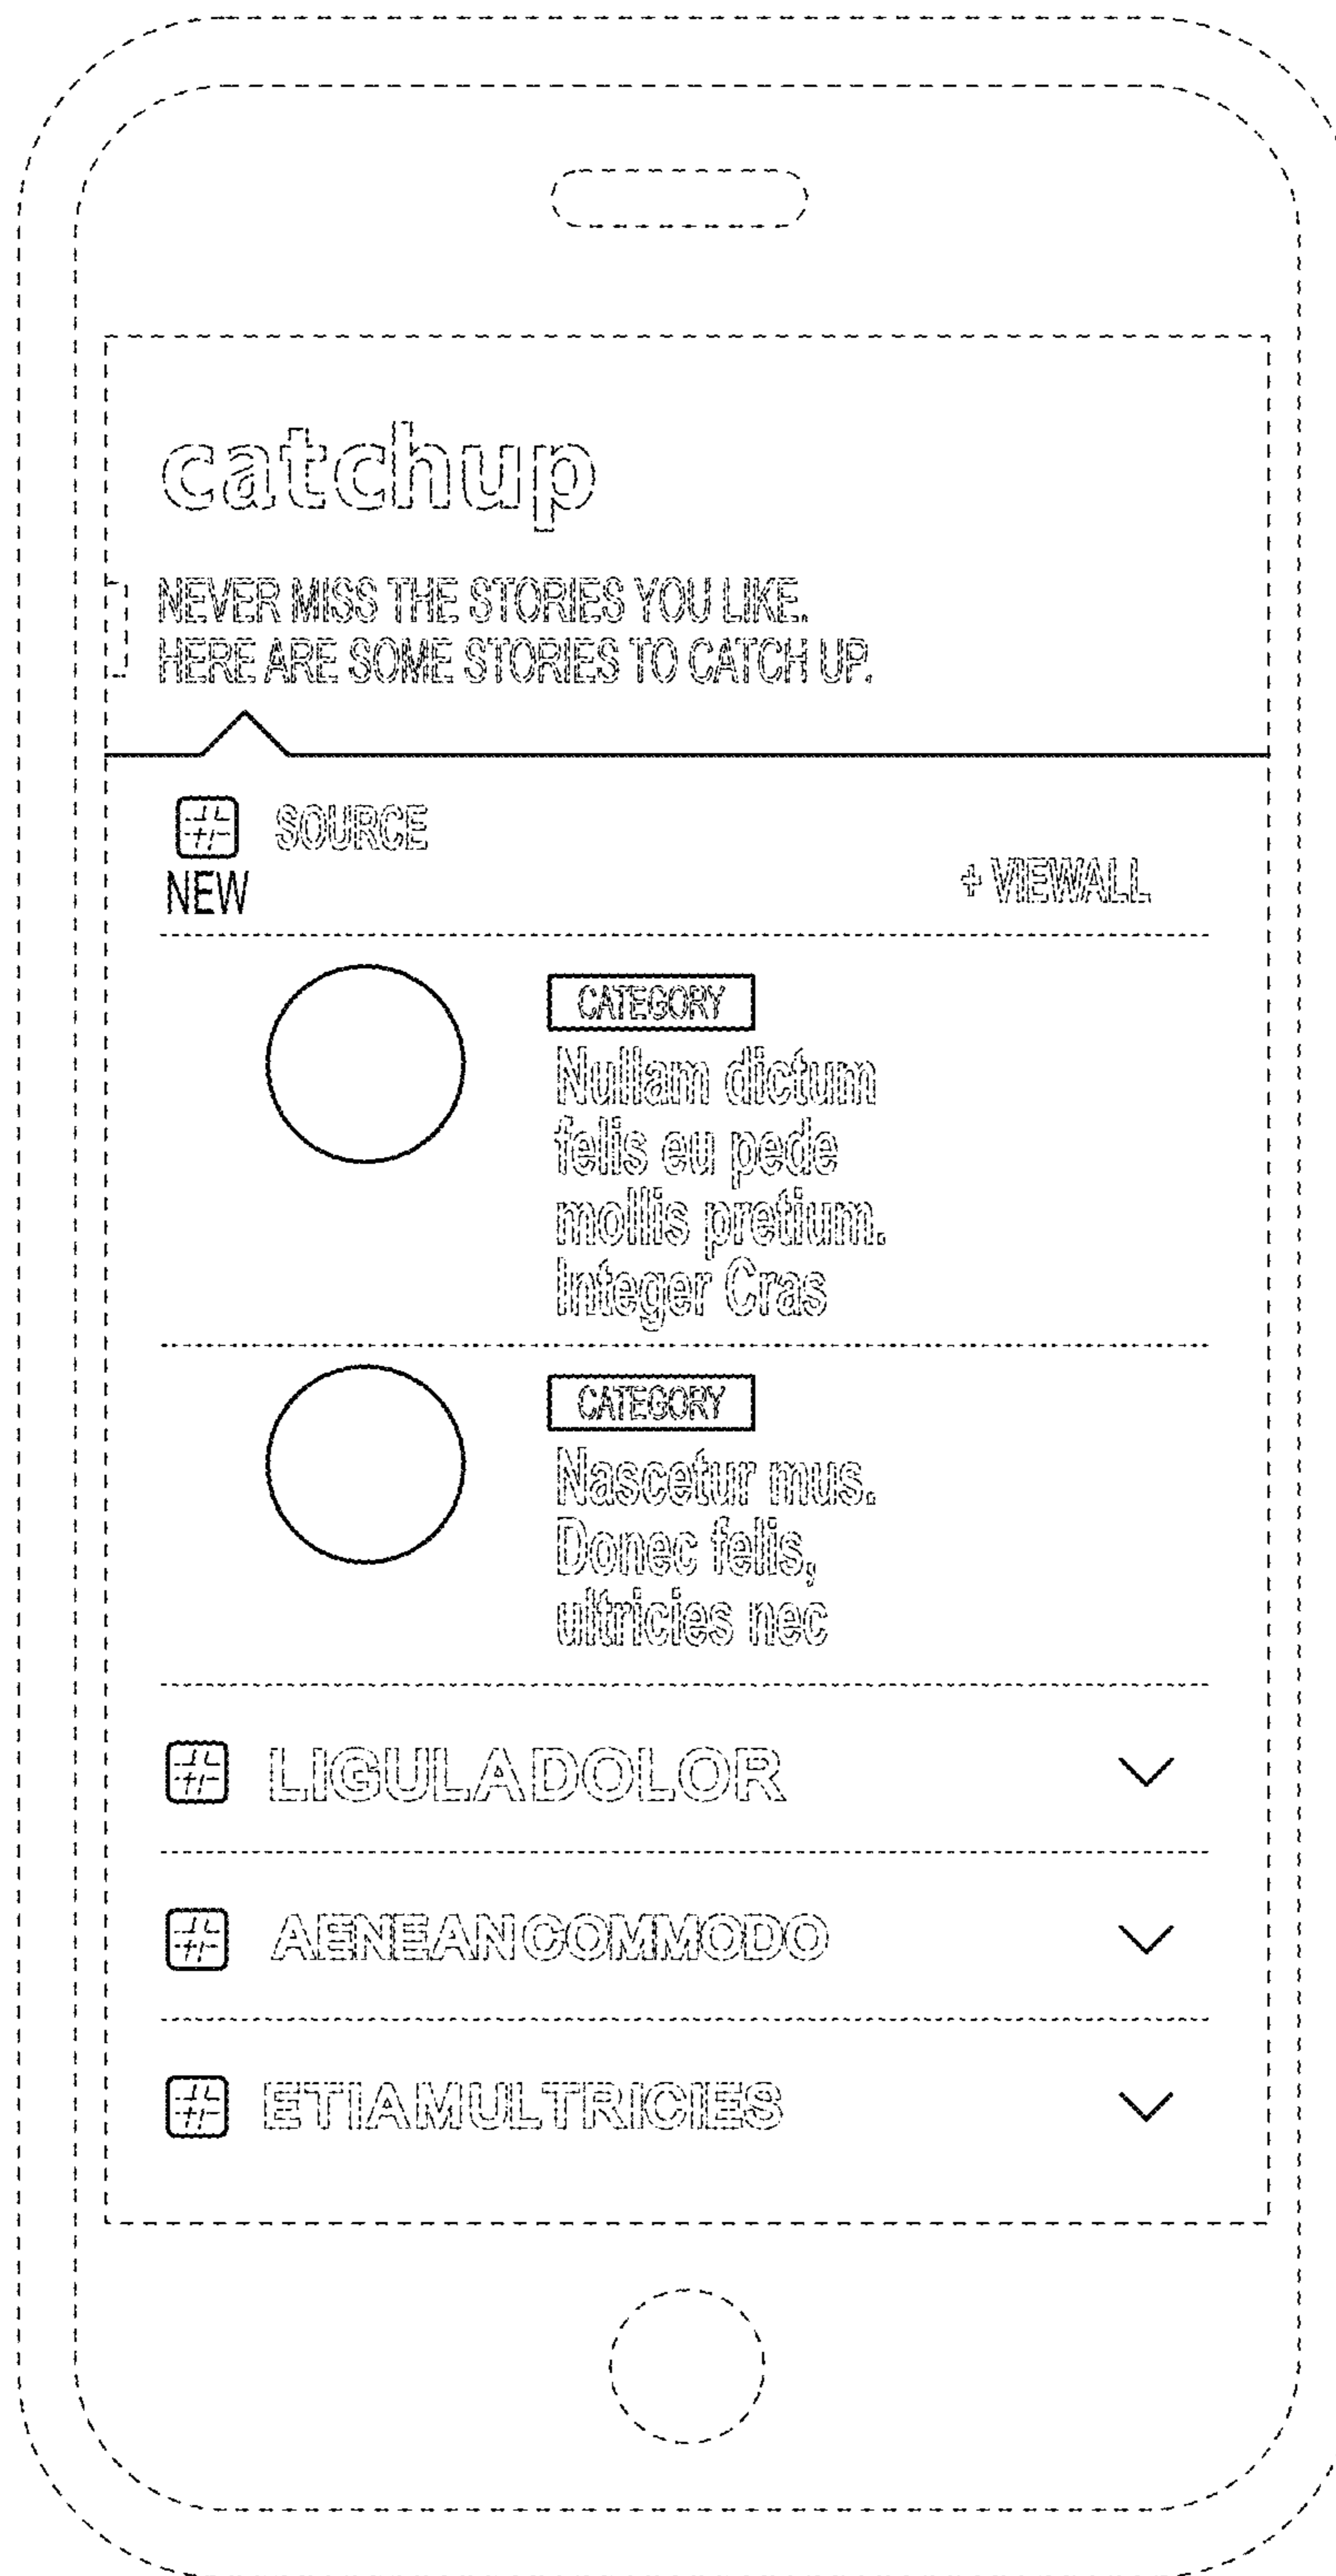 catchup
NEVER MISS THE STORIES YOU LIKE.
HERE ARE SOME STORIES TO CATCH UP.
# SOURCE
NEW
+ VIEWALL
CATEGORY
Nullam dictum
felis eu pede
mollis pretium.
Integer Cras
CATEGORY
Nascetur mus.
Donec felis,
ultricies nec
# LIGULADOLOR
# AENEANCOMMODO
# ETIAMULTRICIES